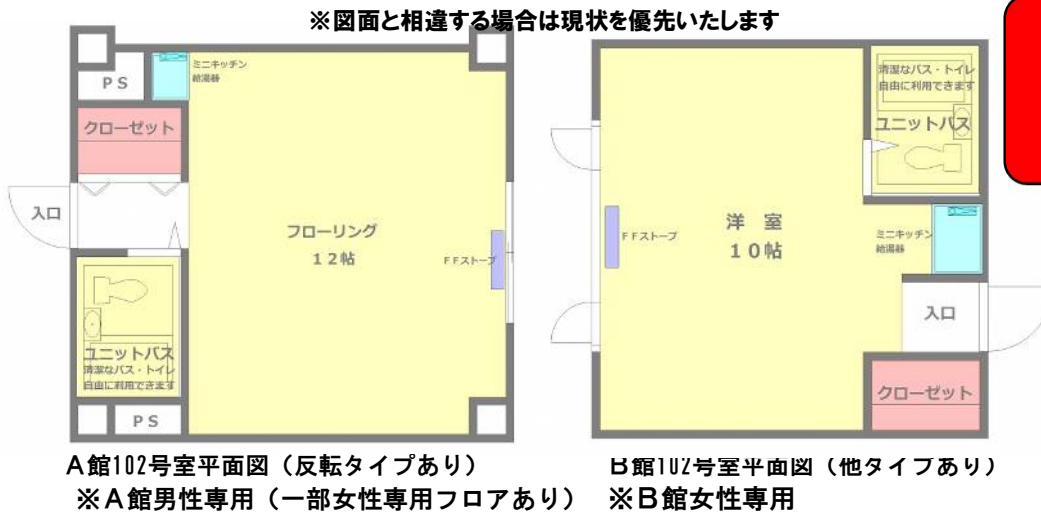 ※図面と相違する場合は現状を優先いたします
PS
ミニキッチン
給湯器
クローゼット
入口
フローリング
12帖
FFストーブ
ユニットバス
清潔なバス・トイレ
自由に利用できます
PS
清潔なバス・トイレ
自由に利用できます
ユニットバス
FFストーブ
洋 室
10帖
ミニキッチン
給湯器
入口
クローゼット
A館102号室平面図（反転タイプあり）
B館102号室平面図（他タイプあり）
※A館男性専用（一部女性専用フロアあり）
※B館女性専用